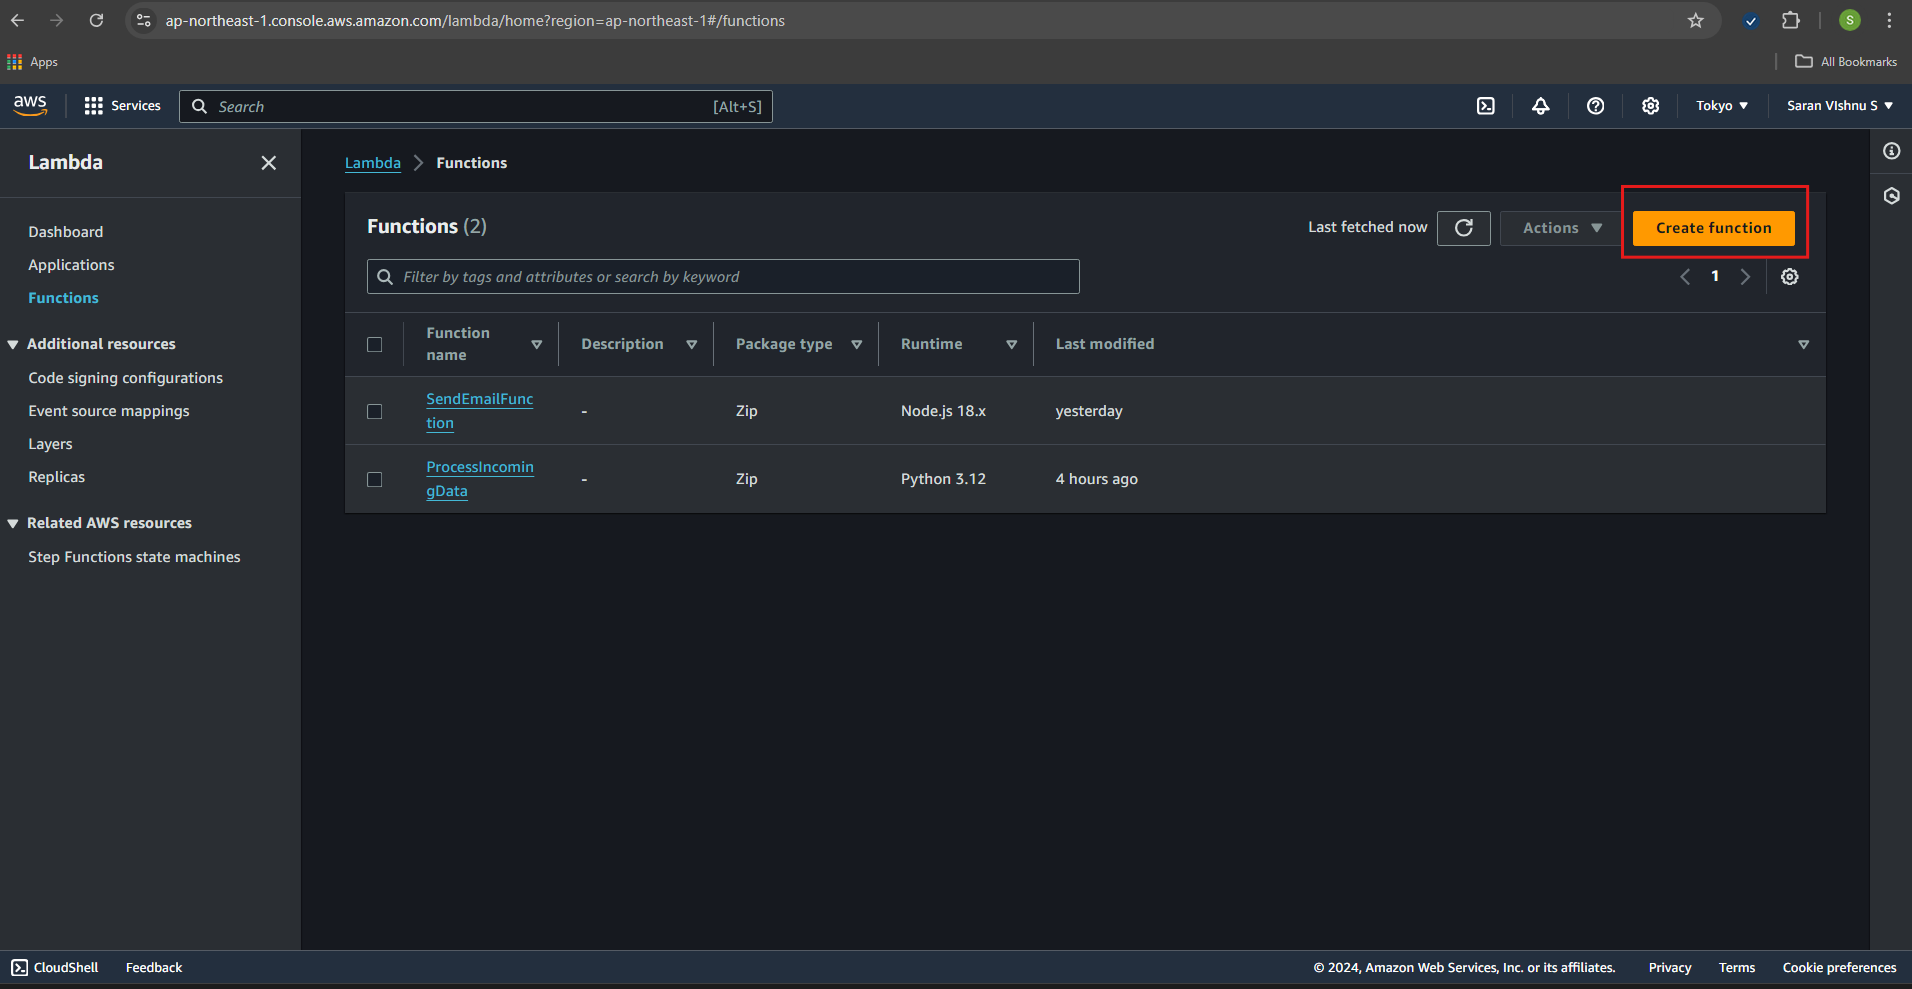 ap-northeast-1.console.aws.amazon.com/lambda/home?region=ap-northeast-1#/functions
S
Apps
All Bookmarks
aws
Services
Search
[Alt+S]
Tokyo
Saran VIshnu S
Lambda
Dashboard
Applications
Functions
Additional resources
Code signing configurations
Event source mappings
Layers
Replicas
Related AWS resources
Step Functions state machines
Lambda
Functions
Functions (2)
Last fetched now
Actions
Create function
Filter by tags and attributes or search by keyword
1
Function
name
Description
Package type
Runtime
Last modified
SendEmailFunc
tion
-
Zip
Node.js 18.x
yesterday
ProcessIncomin
gData
-
Zip
Python 3.12
4 hours ago
CloudShell
Feedback
© 2024, Amazon Web Services, Inc. or its affiliates.
Privacy
Terms
Cookie preferences